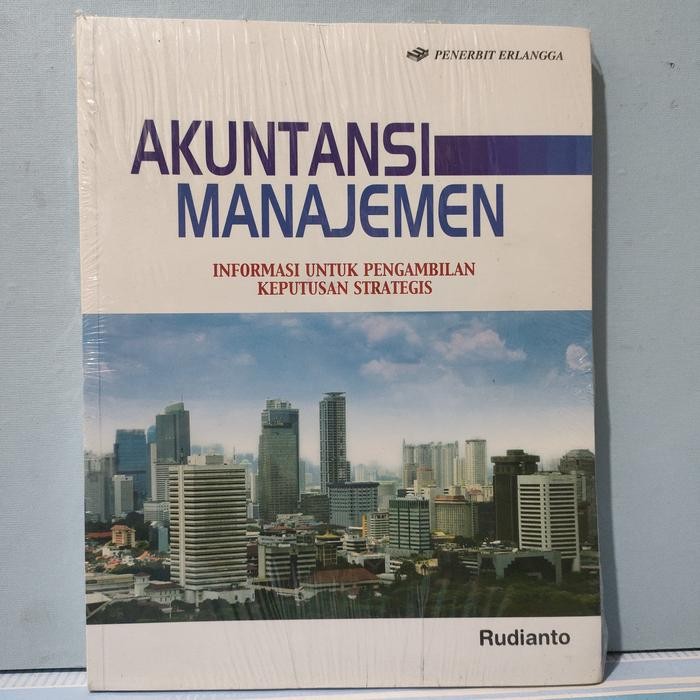 PENERBIT ERLANGGA
AKUNTANSI
MANAJEMEN
INFORMASI UNTUK PENGAMBILAN
KEPUTUSAN STRATEGIS
Rudianto